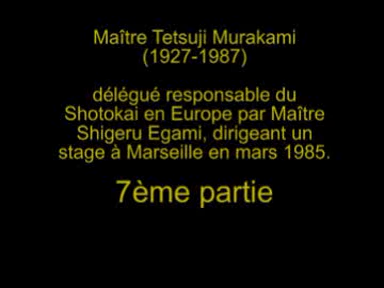 Maître Tetsuji Murakami
(1927-1987)
délégué responsable du
Shotokai en Europe par Maître
Shigeru Egami, dirigeant un
stage à Marseille en mars 1985.
7ème partie